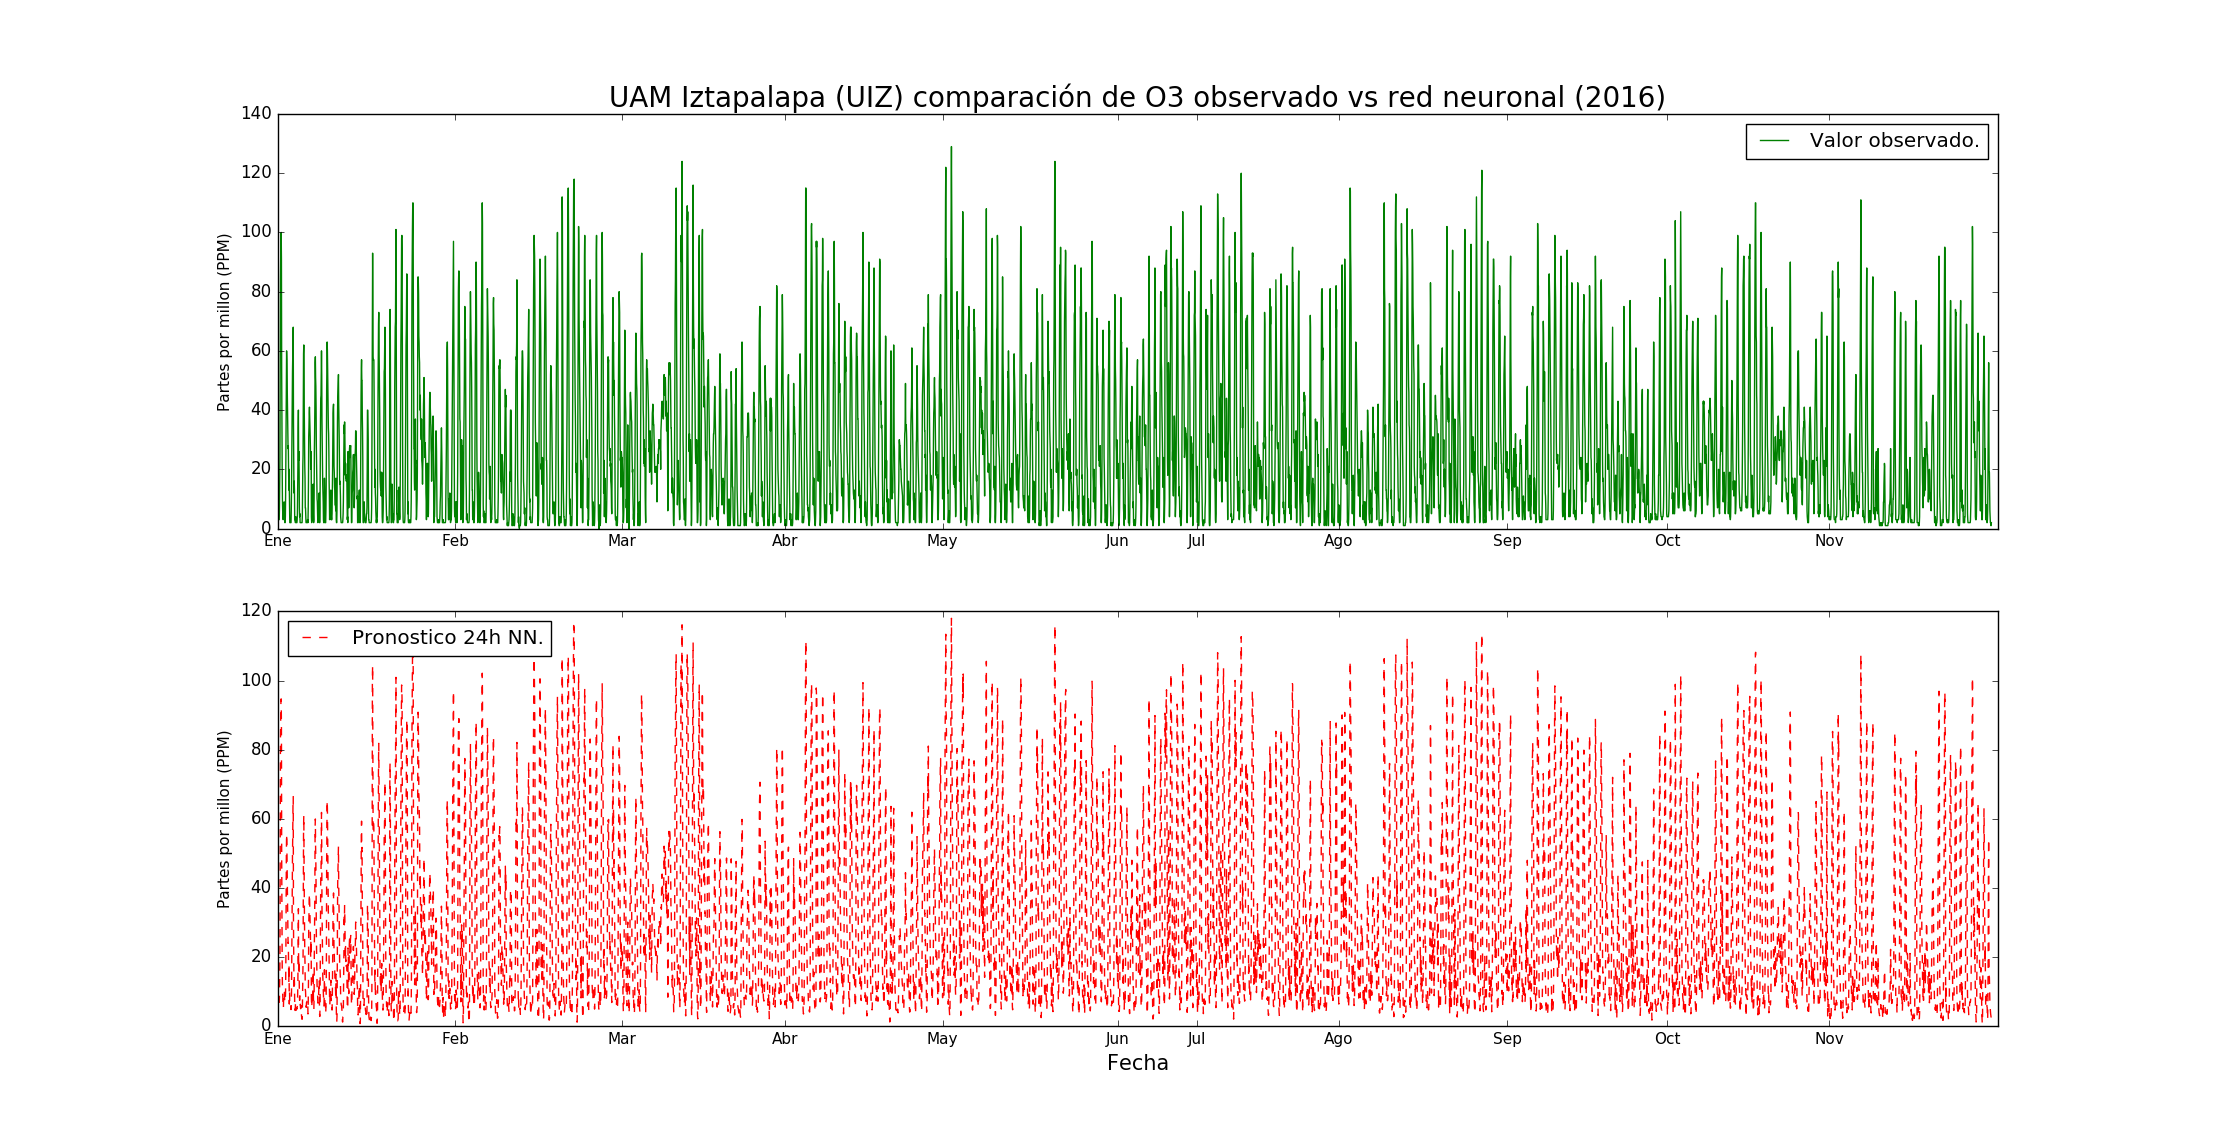 UAM Iztapalapa (UIZ) comparación de O3 observado vs red neuronal (2016)
140
120
100
80
60
40
20
0
Partes por millon (PPM)
Valor observado.
Ene Feb Mar Abr May Jun Jul Ago Sep Oct Nov
120
100
80
60
40
20
0
Partes por millon (PPM)
Pronostico 24h NN.
Ene Feb Mar Abr May Jun Jul Ago Sep Oct Nov
Fecha